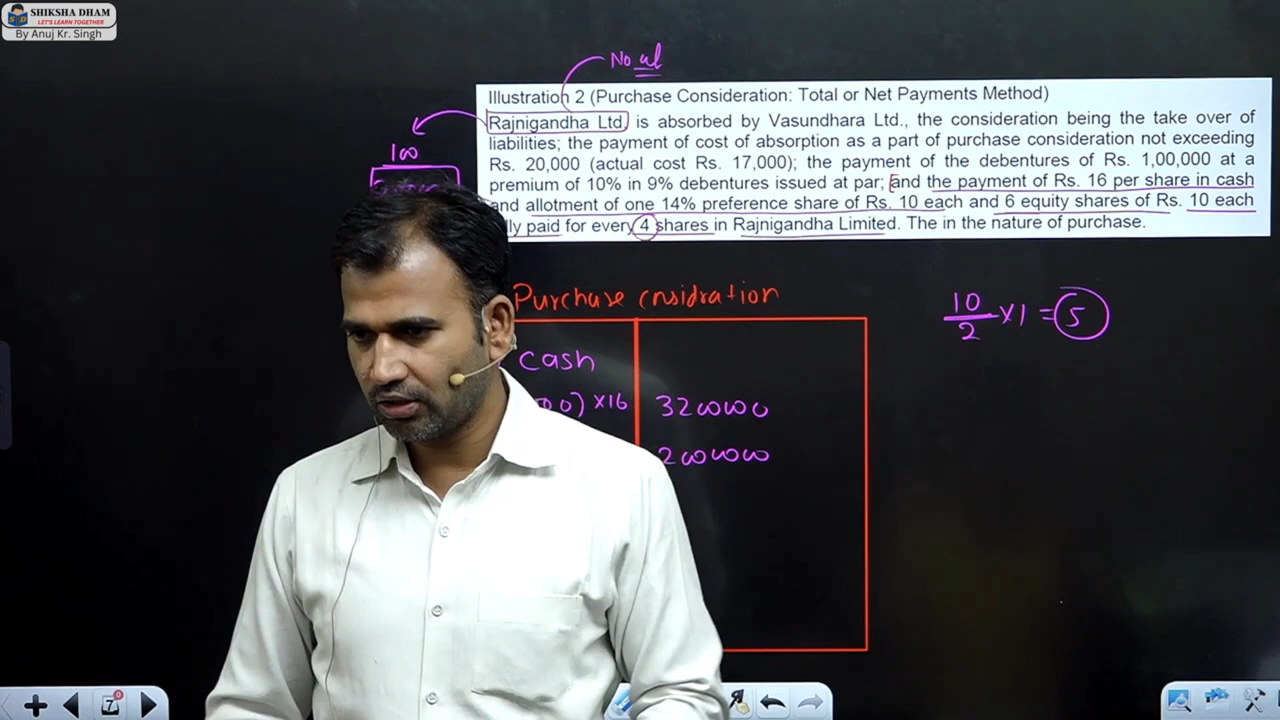 SHIKSHA DHAM
LET'S LEARN TOGETHER
By Anuj Kr. Singh
No
Illustration 2 (Purchase Consideration: Total or Net Payments Method)
Rajnigandha Ltd. is absorbed by Vasundhara Ltd., the consideration being the take over of
liabilities; the payment of cost of absorption as a part of purchase consideration not exceeding
Rs. 20,000 (actual cost Rs. 17,000); the payment of the debentures of Rs. 1,00,000 at a
premium of 10% in 9% debentures issued at par; and the payment of Rs. 16 per share in cash
and allotment of one 14% preference share of Rs. 10 each and 6 equity shares of Rs. 10 each
paid for every 4 shares in Rajnigandha Limited. The in the nature of purchase.
100
Purchase cnsidration
10/2 ×1 = 5
cash
) ×16 3200000
2000000
7
0